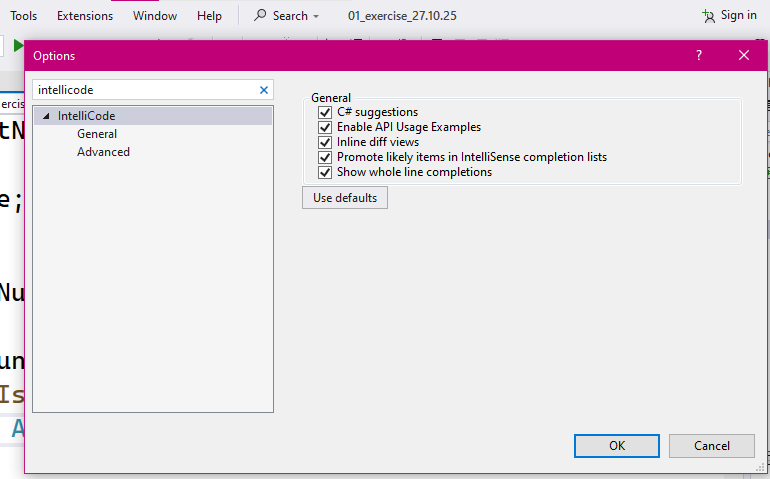 Tools Extensions Window Help Search 01_exercise_27.10.25 Sign in
Options ?
intellicode
IntelliCode
General
Advanced
General
C# suggestions
Enable API Usage Examples
Inline diff views
Promote likely items in IntelliSense completion lists
Show whole line completions
Use defaults
OK Cancel
tN
e;
Nu
un
Is
A